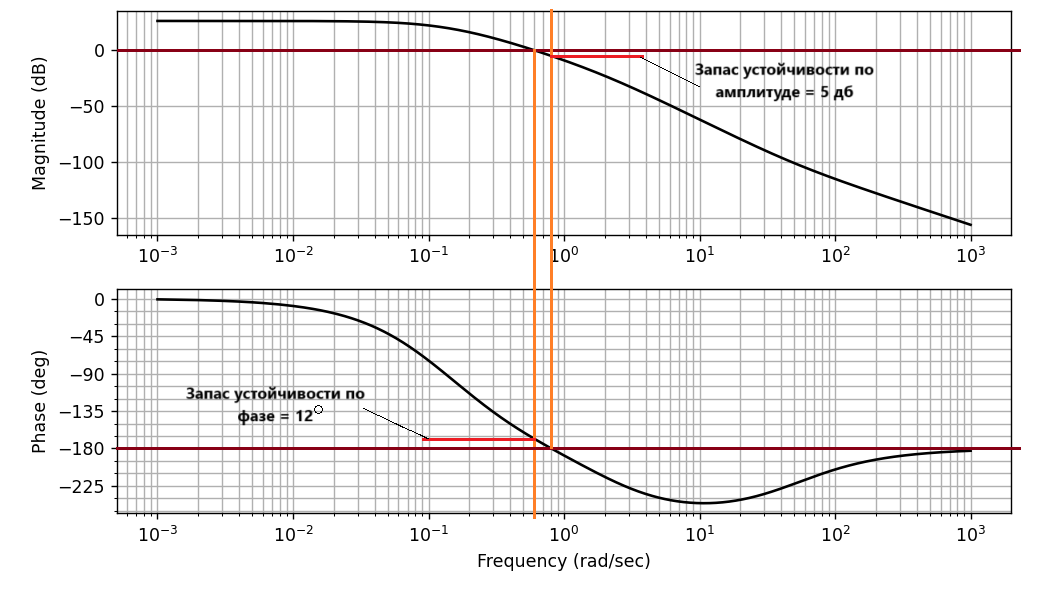 Magnitude (dB)
0
−50
−100
−150
Запас устойчивости по
амплитуде = 5 дб
10⁻³ 10⁻² 10⁻¹ 10⁰ 10¹ 10² 10³
Phase (deg)
0
−45
−90
−135
−180
−225
Запас устойчивости по
фазе = 12°
10⁻³ 10⁻² 10⁻¹ 10⁰ 10¹ 10² 10³
Frequency (rad/sec)